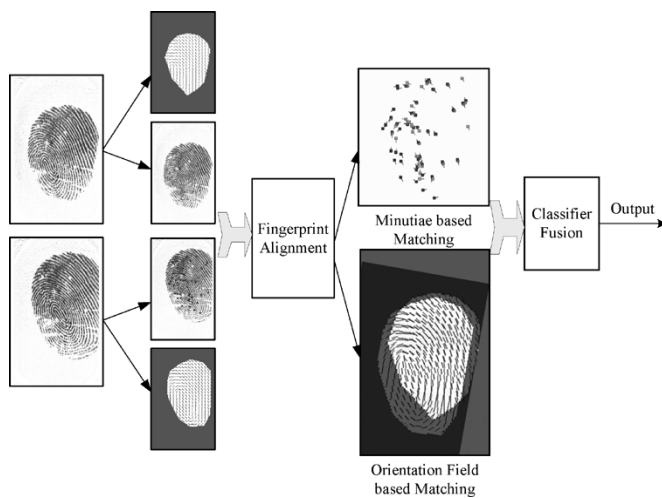 Fingerprint
Alignment
Minutiae based
Matching
Classifier
Fusion
Output
Orientation Field
based Matching